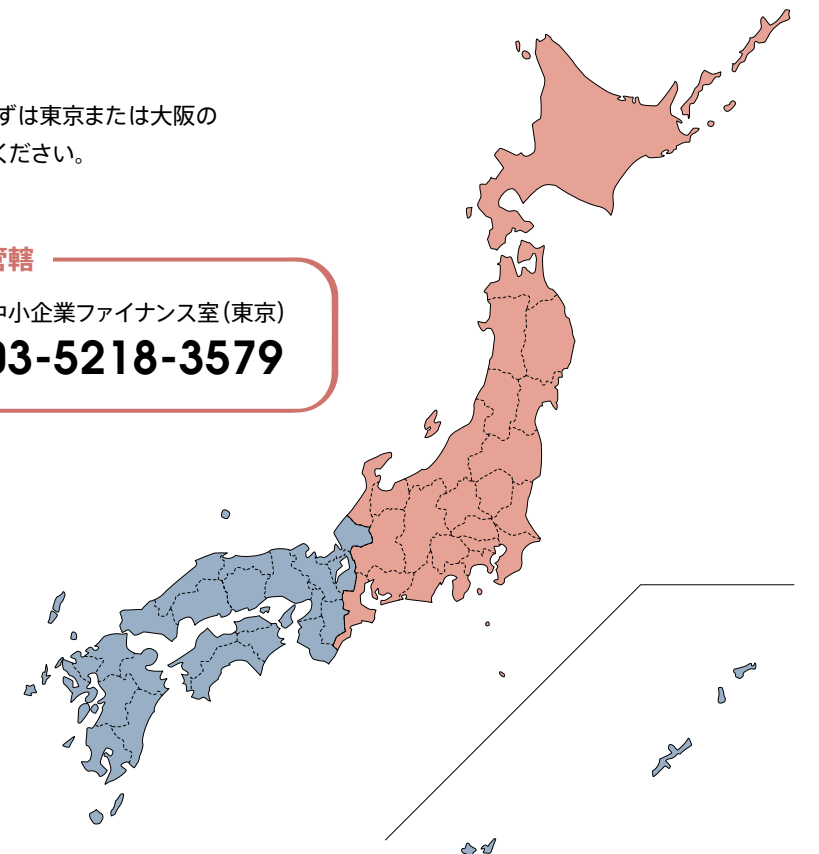 ずは東京または大阪の
ください。
管轄
中小企業ファイナンス室（東京）
03-5218-3579